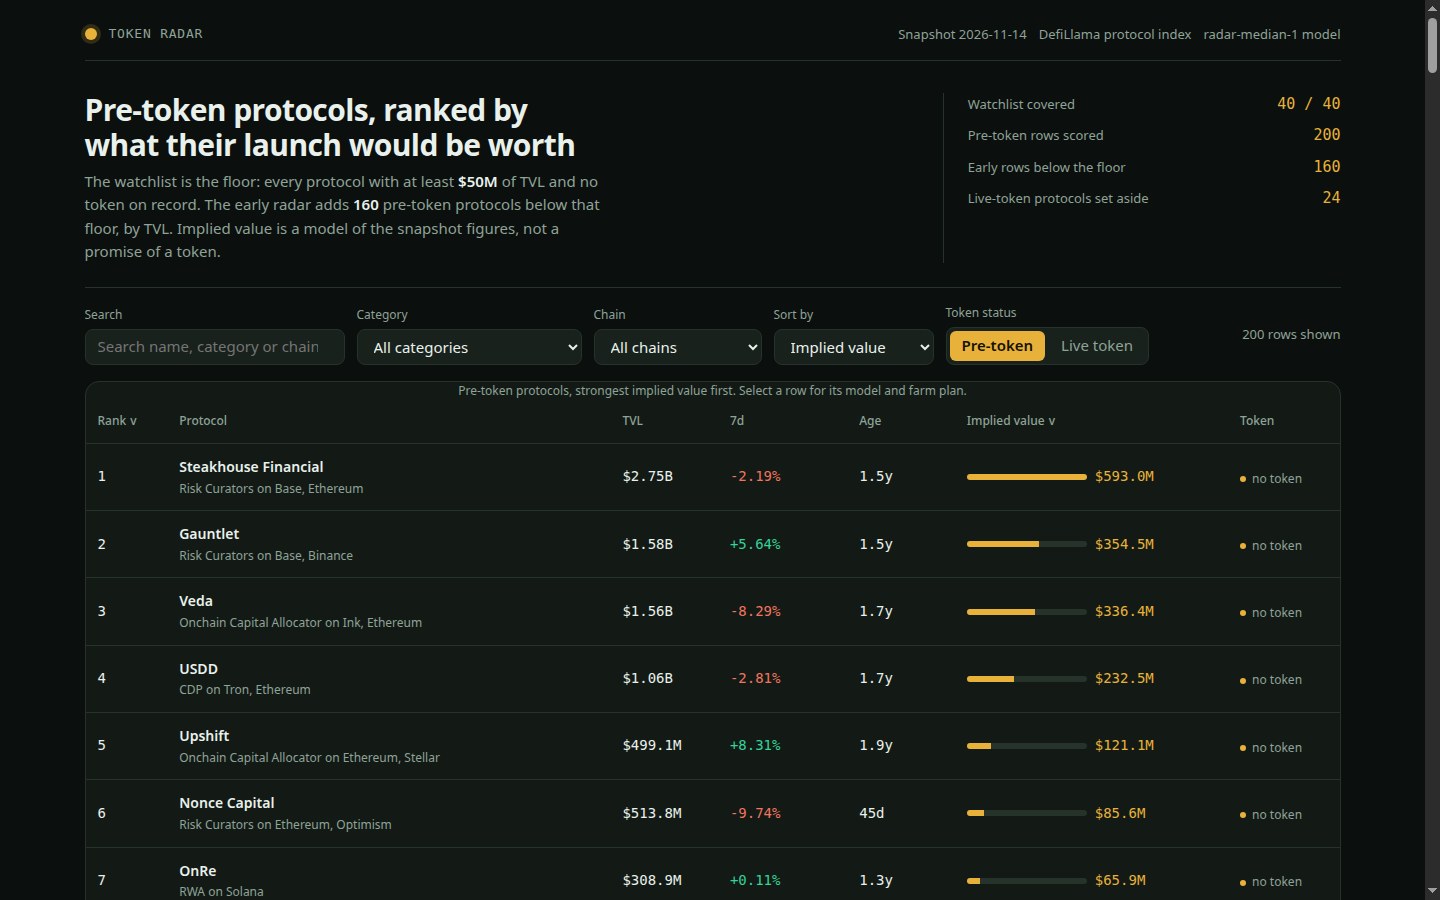 TOKEN RADAR
Snapshot 2026-11-14 DefiLlama protocol index radar-median-1 model
Pre-token protocols, ranked by
what their launch would be worth
The watchlist is the floor: every protocol with at least $50M of TVL and no
token on record. The early radar adds 160 pre-token protocols below that
floor, by TVL. Implied value is a model of the snapshot figures, not a
promise of a token.
Watchlist covered 40 / 40
Pre-token rows scored 200
Early rows below the floor 160
Live-token protocols set aside 24
Search Category Chain Sort by Token status
Search name, category or chain All categories All chains Implied value Pre-token Live token 200 rows shown
Pre-token protocols, strongest implied value first. Select a row for its model and farm plan.
Rank v Protocol TVL 7d Age Implied value v Token
1 Steakhouse Financial $2.75B -2.19% 1.5y $593.0M no token
Risk Curators on Base, Ethereum
2 Gauntlet $1.58B +5.64% 1.5y $354.5M no token
Risk Curators on Base, Binance
3 Veda $1.56B -8.29% 1.7y $336.4M no token
Onchain Capital Allocator on Ink, Ethereum
4 USDD $1.06B -2.81% 1.7y $232.5M no token
CDP on Tron, Ethereum
5 Upshift $499.1M +8.31% 1.9y $121.1M no token
Onchain Capital Allocator on Ethereum, Stellar
6 Nonce Capital $513.8M -9.74% 45d $85.6M no token
Risk Curators on Ethereum, Optimism
7 OnRe $308.9M +0.11% 1.3y $65.9M no token
RWA on Solana